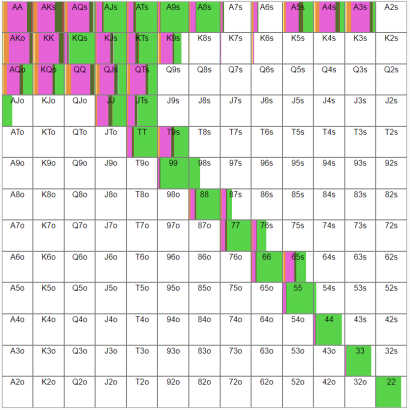 AA AKs AQs AJs ATs A9s A8s A7s A6s A5s A4s A3s A2s
AKo KK KQs KJs KTs K9s K8s K7s K6s K5s K4s K3s K2s
AQo KQo QQ QJs QTs Q9s Q8s Q7s Q6s Q5s Q4s Q3s Q2s
AJo KJo QJo JJ JTs J9s J8s J7s J6s J5s J4s J3s J2s
ATo KTo QTo JTo TT T9s T8s T7s T6s T5s T4s T3s T2s
A9o K9o Q9o J9o T9o 99 98s 97s 96s 95s 94s 93s 92s
A8o K8o Q8o J8o T8o 98o 88 87s 86s 85s 84s 83s 82s
A7o K7o Q7o J7o T7o 97o 87o 77 76s 75s 74s 73s 72s
A6o K6o Q6o J6o T6o 96o 86o 76o 66 65s 64s 63s 62s
A5o K5o Q5o J5o T5o 95o 85o 75o 65o 55 54s 53s 52s
A4o K4o Q4o J4o T4o 94o 84o 74o 64o 54o 44 43s 42s
A3o K3o Q3o J3o T3o 93o 83o 73o 63o 53o 43o 33 32s
A2o K2o Q2o J2o T2o 92o 82o 72o 62o 52o 42o 32o 22